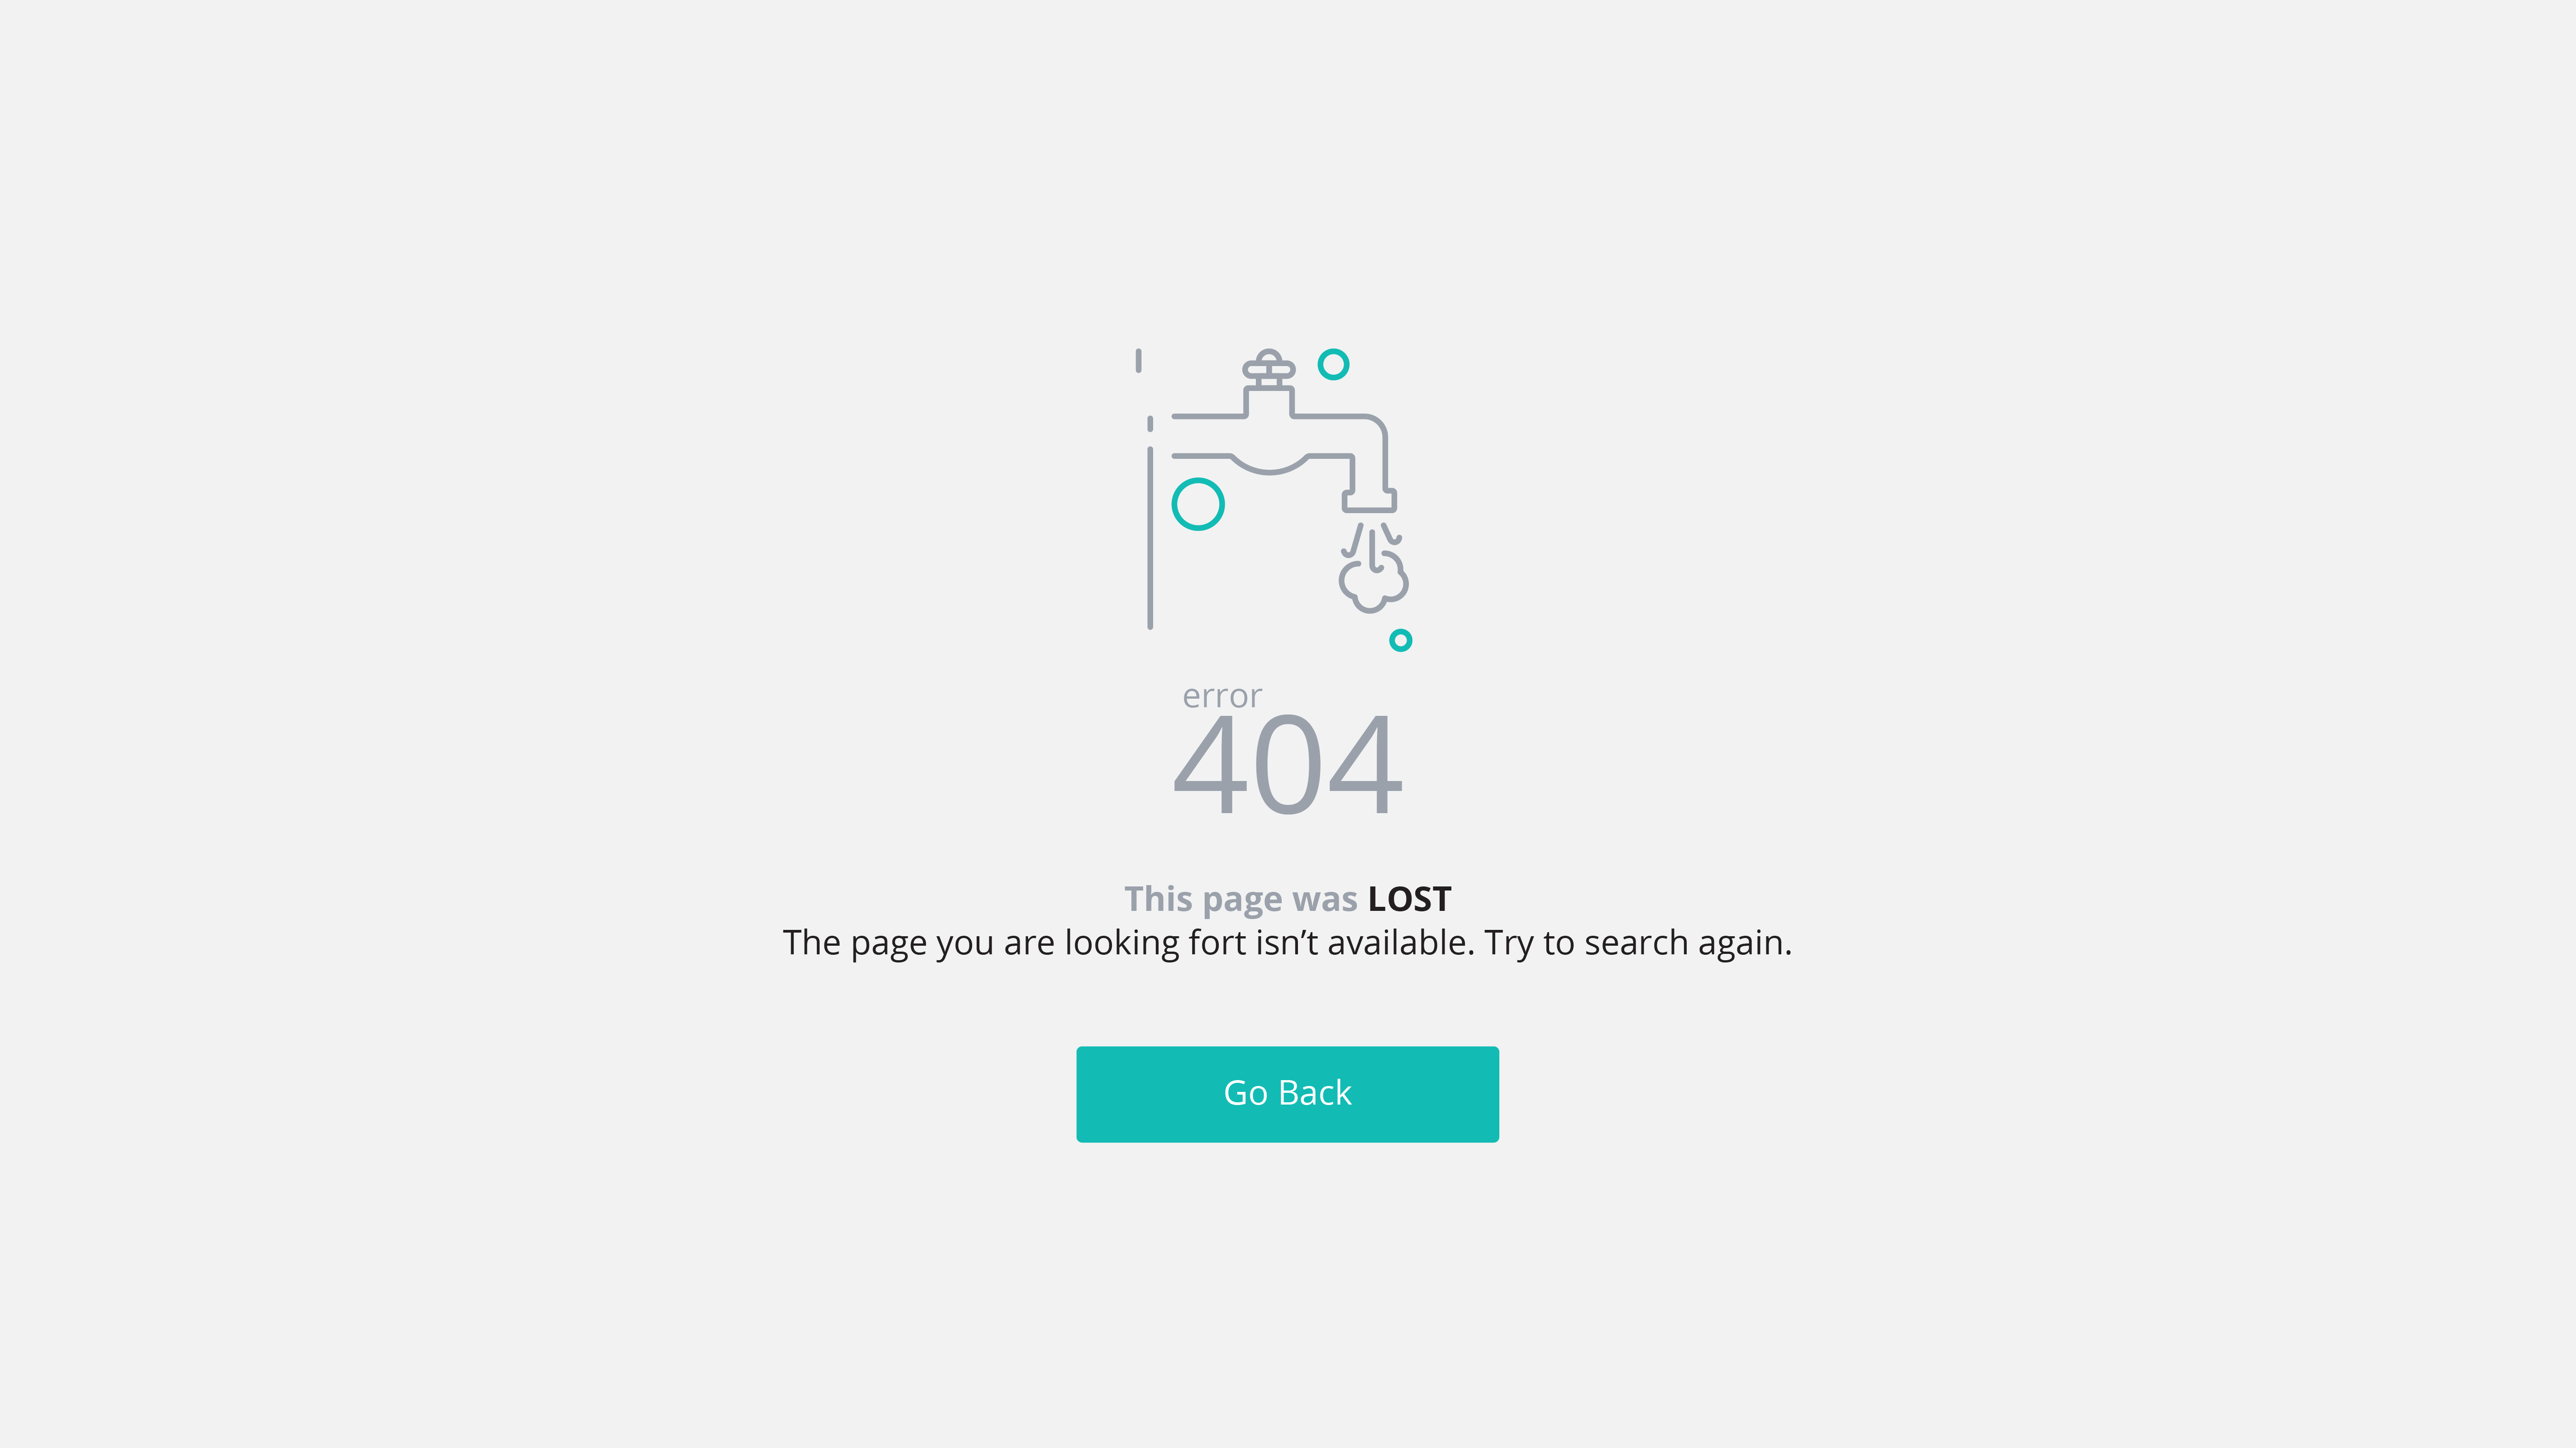 error
404
This page was LOST
The page you are looking fort isn’t available. Try to search again.
Go Back